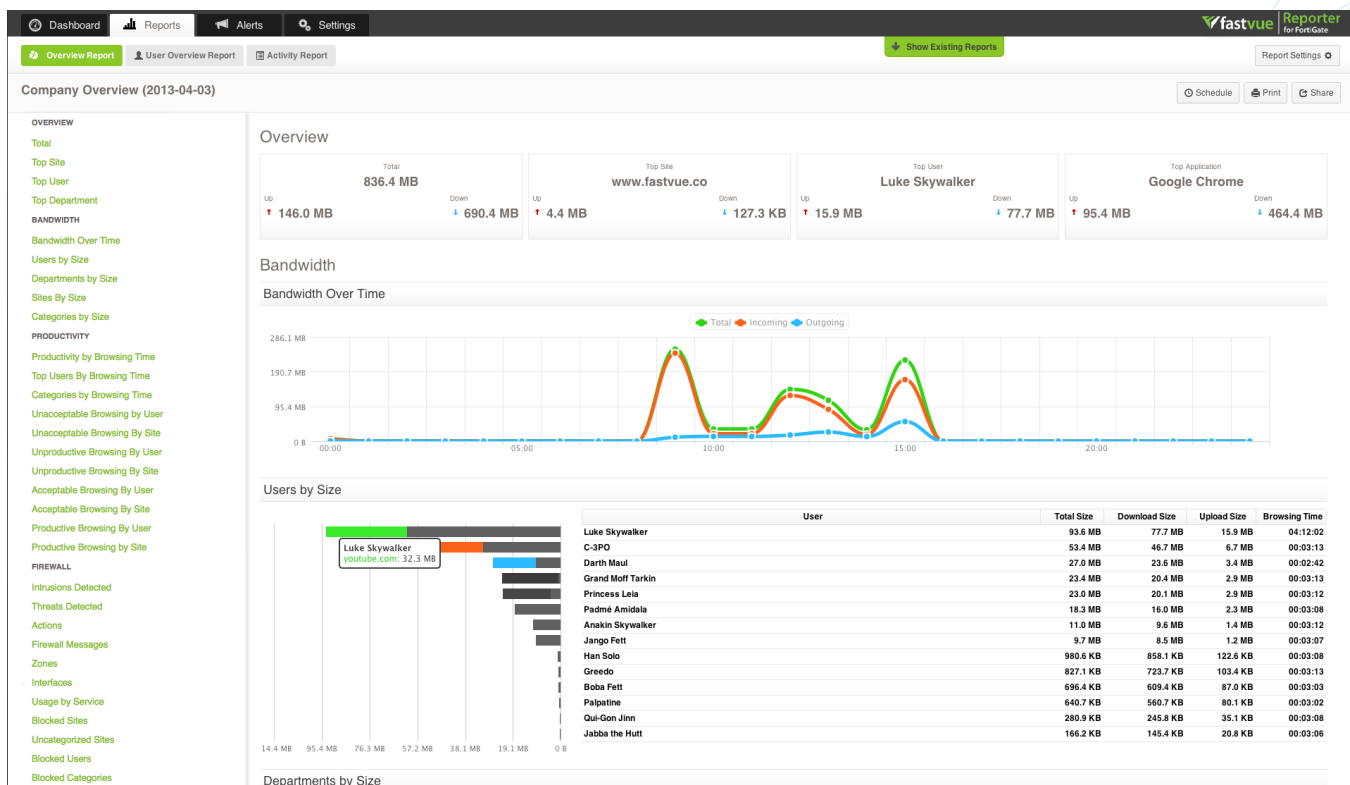 Dashboard Reports Alerts Settings
fastvue Reporter for FortiGate
Overview Report User Overview Report Activity Report Show Existing Reports Report Settings
Company Overview (2013-04-03) Schedule Print Share
OVERVIEW
Total
Top Site
Top User
Top Department
BANDWIDTH
Bandwidth Over Time
Users by Size
Departments by Size
Sites By Size
Categories by Size
PRODUCTIVITY
Productivity by Browsing Time
Top Users By Browsing Time
Categories by Browsing Time
Unacceptable Browsing by User
Unacceptable Browsing By Site
Unproductive Browsing By User
Unproductive Browsing By Site
Acceptable Browsing By User
Acceptable Browsing By Site
Productive Browsing By User
Productive Browsing by Site
FIREWALL
Intrusions Detected
Threats Detected
Actions
Firewall Messages
Zones
Interfaces
Usage by Service
Blocked Sites
Uncategorized Sites
Blocked Users
Blocked Categories
Overview
Total
836.4 MB
Up Down
146.0 MB 690.4 MB
Top Site
www.fastvue.co
Up Down
4.4 MB 127.3 KB
Top User
Luke Skywalker
Up Down
15.9 MB 77.7 MB
Top Application
Google Chrome
Up Down
95.4 MB 464.4 MB
Bandwidth
Bandwidth Over Time
Total Incoming Outgoing
286.1 MB
190.7 MB
95.4 MB
0 B
00:00 05:00 10:00 15:00 20:00
Users by Size
Luke Skywalker
youtube.com: 32.3 MB
14.4 MB 95.4 MB 76.3 MB 57.2 MB 38.1 MB 19.1 MB 0 B
User Total Size Download Size Upload Size Browsing Time
Luke Skywalker 93.6 MB 77.7 MB 15.9 MB 04:12:02
C-3PO 53.4 MB 46.7 MB 6.7 MB 00:03:13
Darth Maul 27.0 MB 23.6 MB 3.4 MB 00:02:42
Grand Moff Tarkin 23.4 MB 20.4 MB 2.9 MB 00:03:13
Princess Leia 23.0 MB 20.1 MB 2.9 MB 00:03:12
Padmé Amidala 18.3 MB 16.0 MB 2.3 MB 00:03:08
Anakin Skywalker 11.0 MB 9.6 MB 1.4 MB 00:03:12
Jango Fett 9.7 MB 8.5 MB 1.2 MB 00:03:07
Han Solo 980.6 KB 858.1 KB 122.6 KB 00:03:08
Greedo 827.1 KB 723.7 KB 103.4 KB 00:03:13
Boba Fett 696.4 KB 609.4 KB 87.0 KB 00:03:03
Palpatine 640.7 KB 560.7 KB 80.1 KB 00:03:02
Qui-Gon Jinn 280.9 KB 245.8 KB 35.1 KB 00:03:08
Jabba the Hutt 166.2 KB 145.4 KB 20.8 KB 00:03:06
Departments by Size